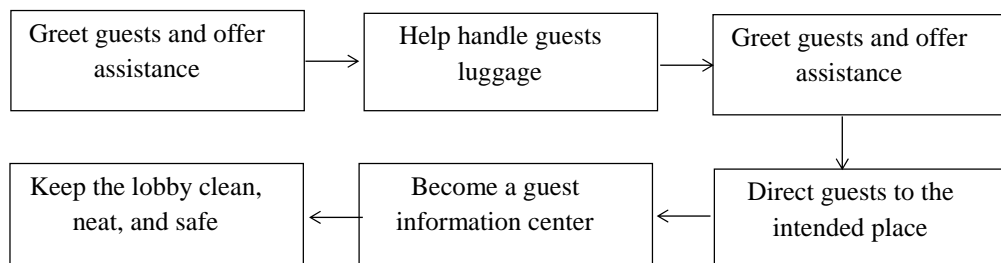 Greet guests and offer
assistance
Help handle guests
luggage
Greet guests and offer
assistance
Direct guests to the
intended place
Become a guest
information center
Keep the lobby clean,
neat, and safe